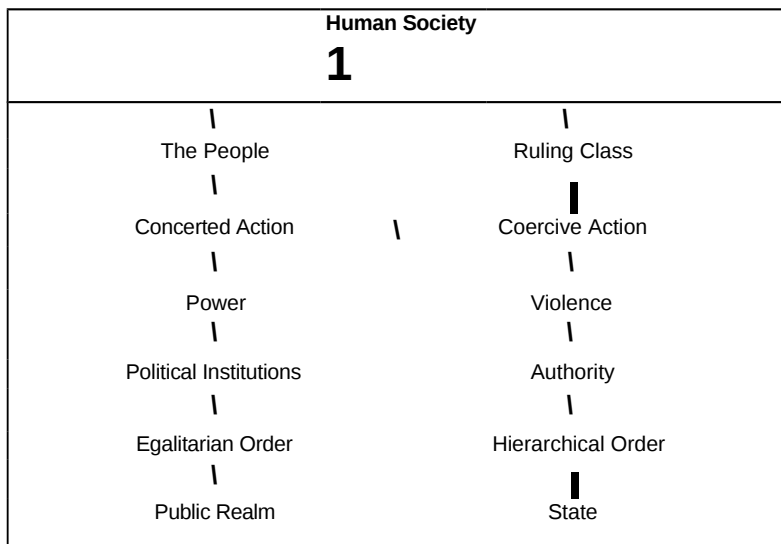 Human Society
1
\ \
The People Ruling Class
\ |
Concerted Action \ Coercive Action
\ \
Power Violence
\ \
Political Institutions Authority
\ \
Egalitarian Order Hierarchical Order
\ |
Public Realm State